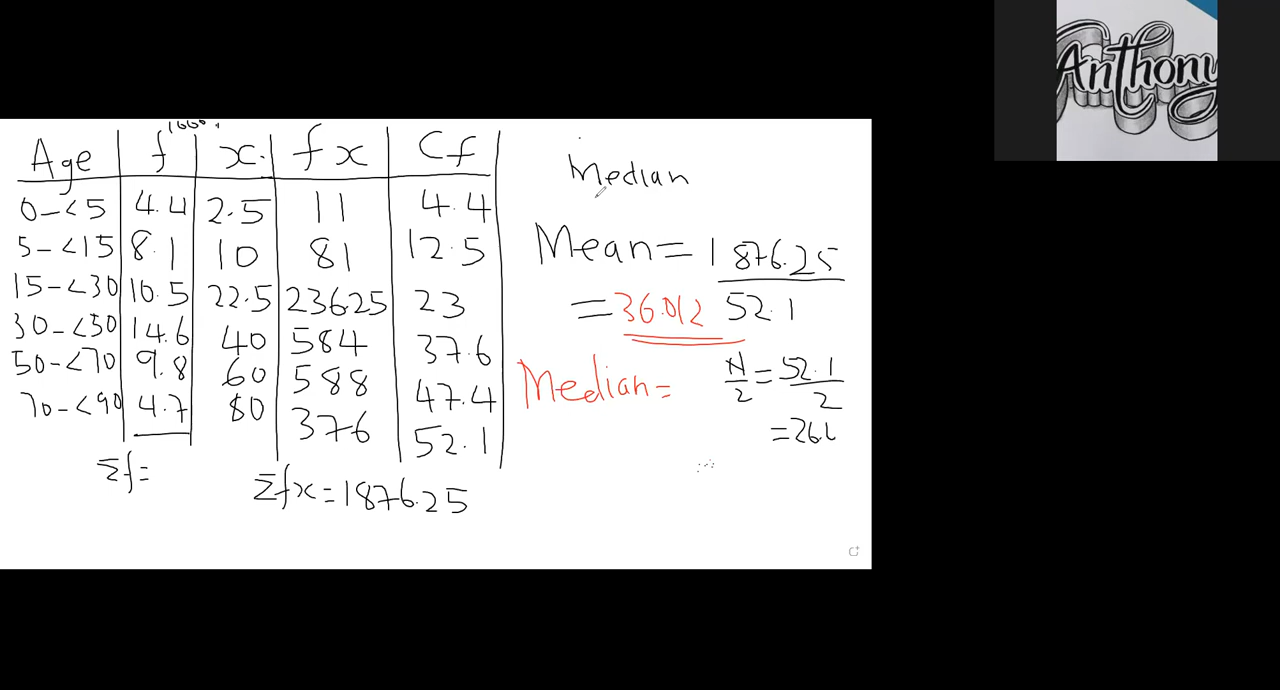 Anthony
Age f x. fx Cf
0-<5 4.4 2.5 11 4.4
5-<15 8.1 10 81 12.5
15-<30 10.5 22.5 236.25 23
30-<50 14.6 40 584 37.6
50-<70 9.8 60 588 47.4
70-<90 4.7 80 376 52.1
Σf=
Σfx=1876.25
Median
Mean = 1876.25
52.1
= 36.012
Median = N/2 = 52.1/2